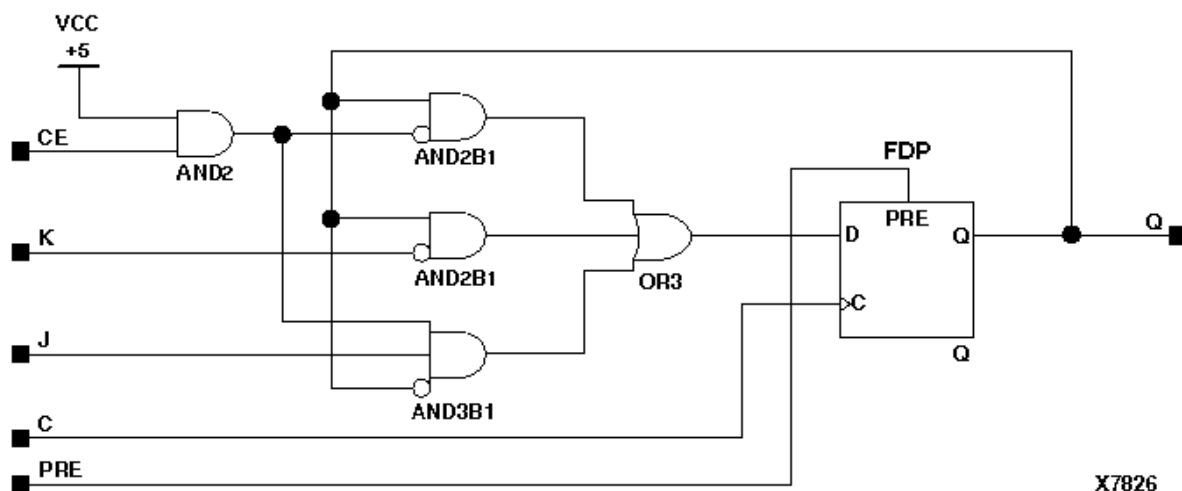 VCC
+5
CE
AND2
AND2B1
FDP
PRE
K
AND2B1
OR3
D
Q
Q
C
J
AND3B1
Q
C
PRE
X7826